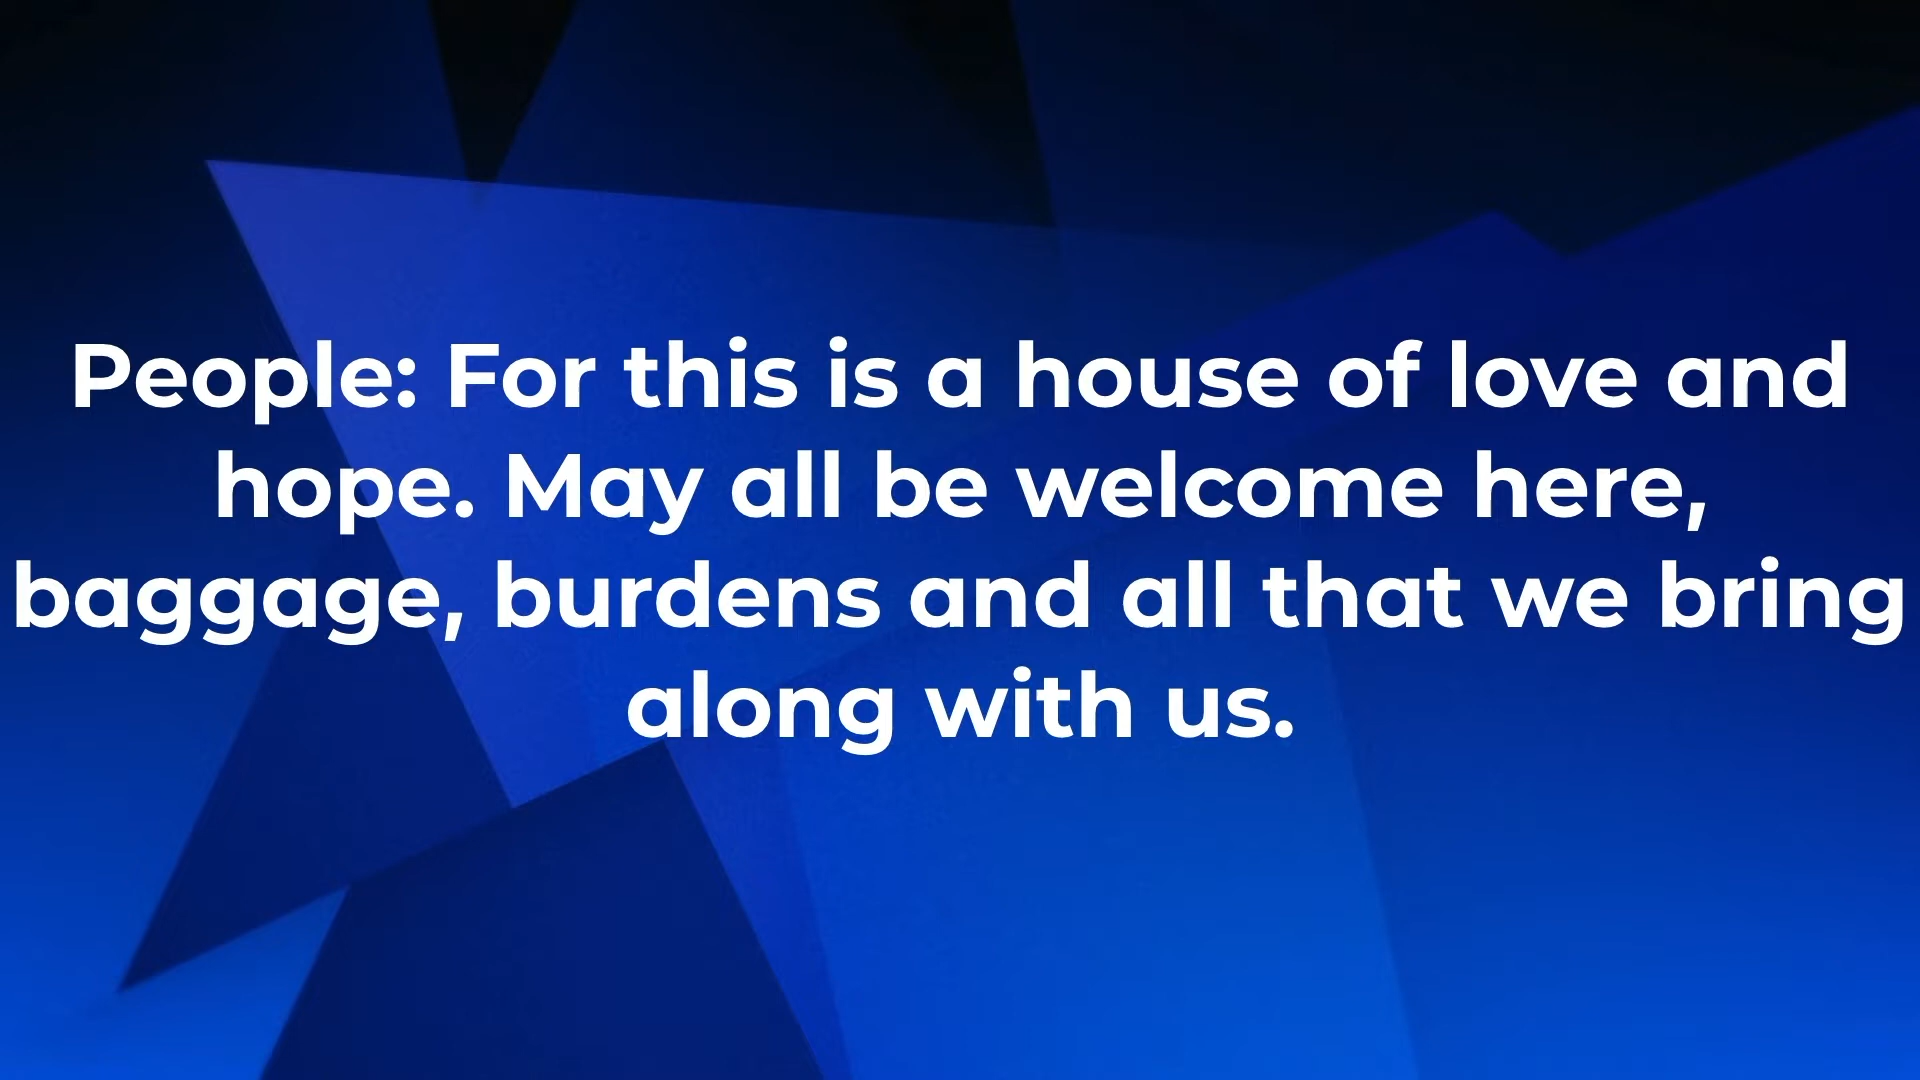 People: For this is a house of love and
hope. May all be welcome here,
baggage, burdens and all that we bring
along with us.